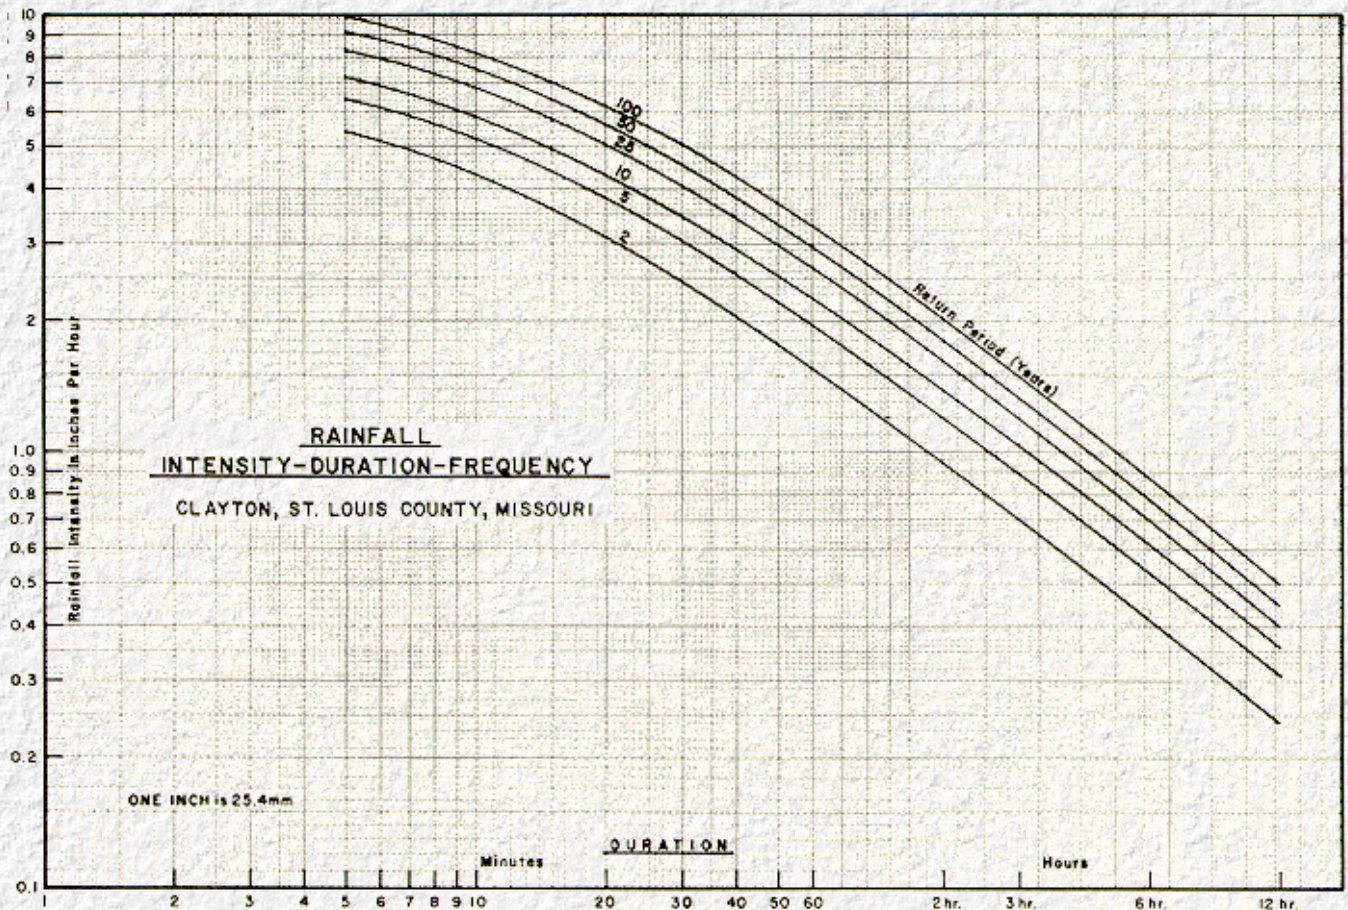 10
9
8
7
6
5
4
3
2
1.0
0.9
0.8
0.7
0.6
0.5
0.4
0.3
0.2
0.1
Rainfall Intensity in Inches Per Hour
100
50
25
10
5
2
Return Period (Years)
RAINFALL
INTENSITY-DURATION-FREQUENCY
CLAYTON, ST. LOUIS COUNTY, MISSOURI
ONE INCH is 25.4mm
DURATION
Minutes Hours
1 2 3 4 5 6 7 8 9 10 20 30 40 50 60 2 hr. 3 hr. 6 hr. 12 hr.